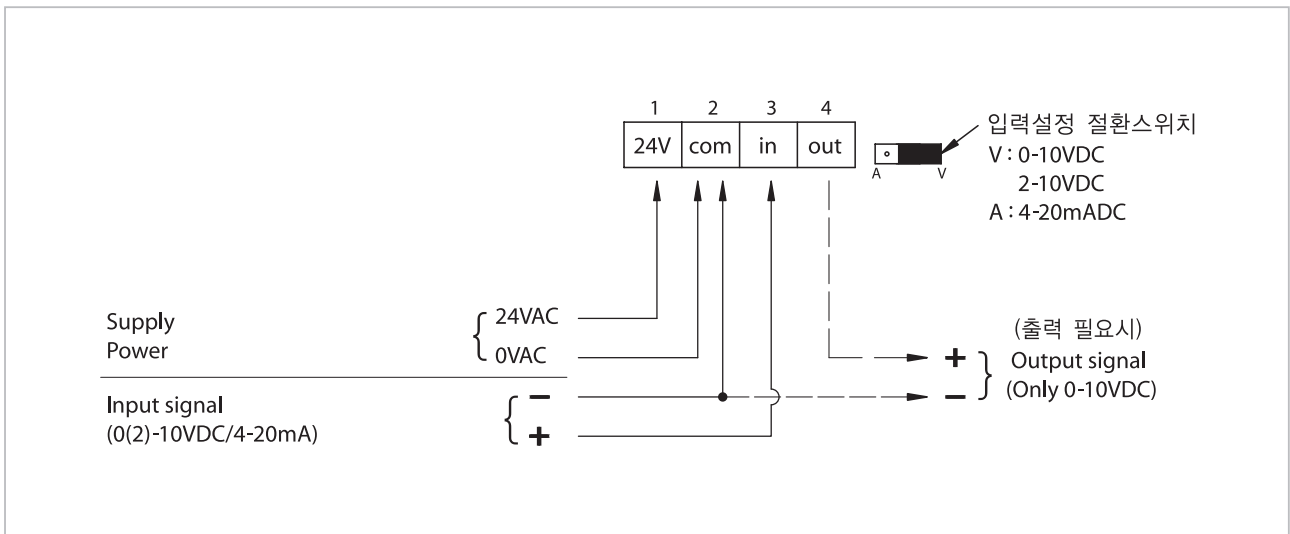 1 2 3 4
24V com in out
A V
입력설정 절환스위치
V : 0-10VDC
2-10VDC
A : 4-20mADC
Supply
Power
24VAC
0VAC
Input signal
(0(2)-10VDC/4-20mA)
−
+
(출력 필요시)
+
Output signal
−
(Only 0-10VDC)